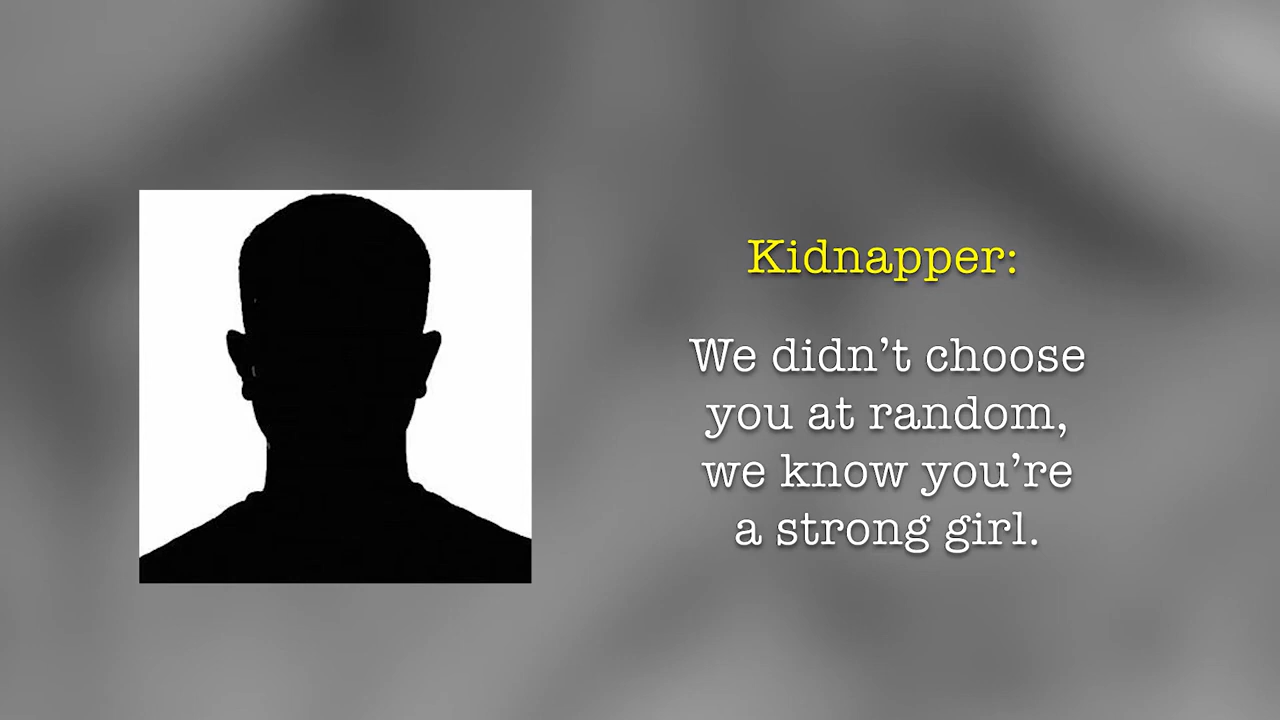 Kidnapper:
We didn’t choose
you at random,
we know you’re
a strong girl.